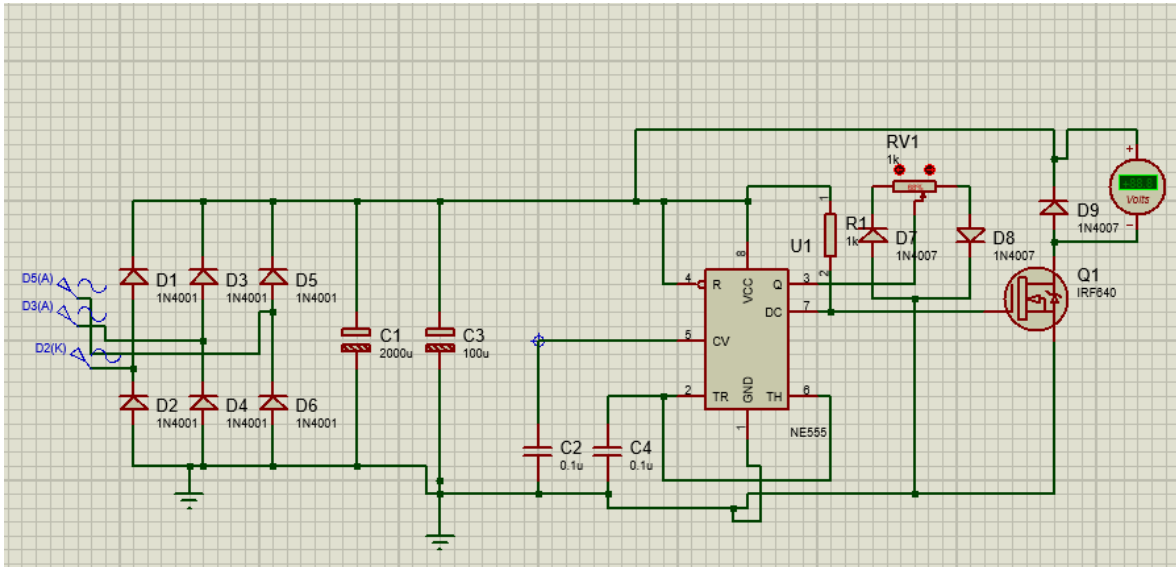 D5(A)
D3(A)
D2(K)
D1
1N4001
D3
1N4001
D5
1N4001
D2
1N4001
D4
1N4001
D6
1N4001
C1
2000u
C3
100u
C2
0.1u
C4
0.1u
U1
4
R
5
CV
2
TR
8
VCC
GND
1
Q
3
DC
7
TH
6
NE555
1
R1
1k
2
RV1
1k
D7
1N4007
D8
1N4007
D9
1N4007
Q1
IRF640
+
Volts
-